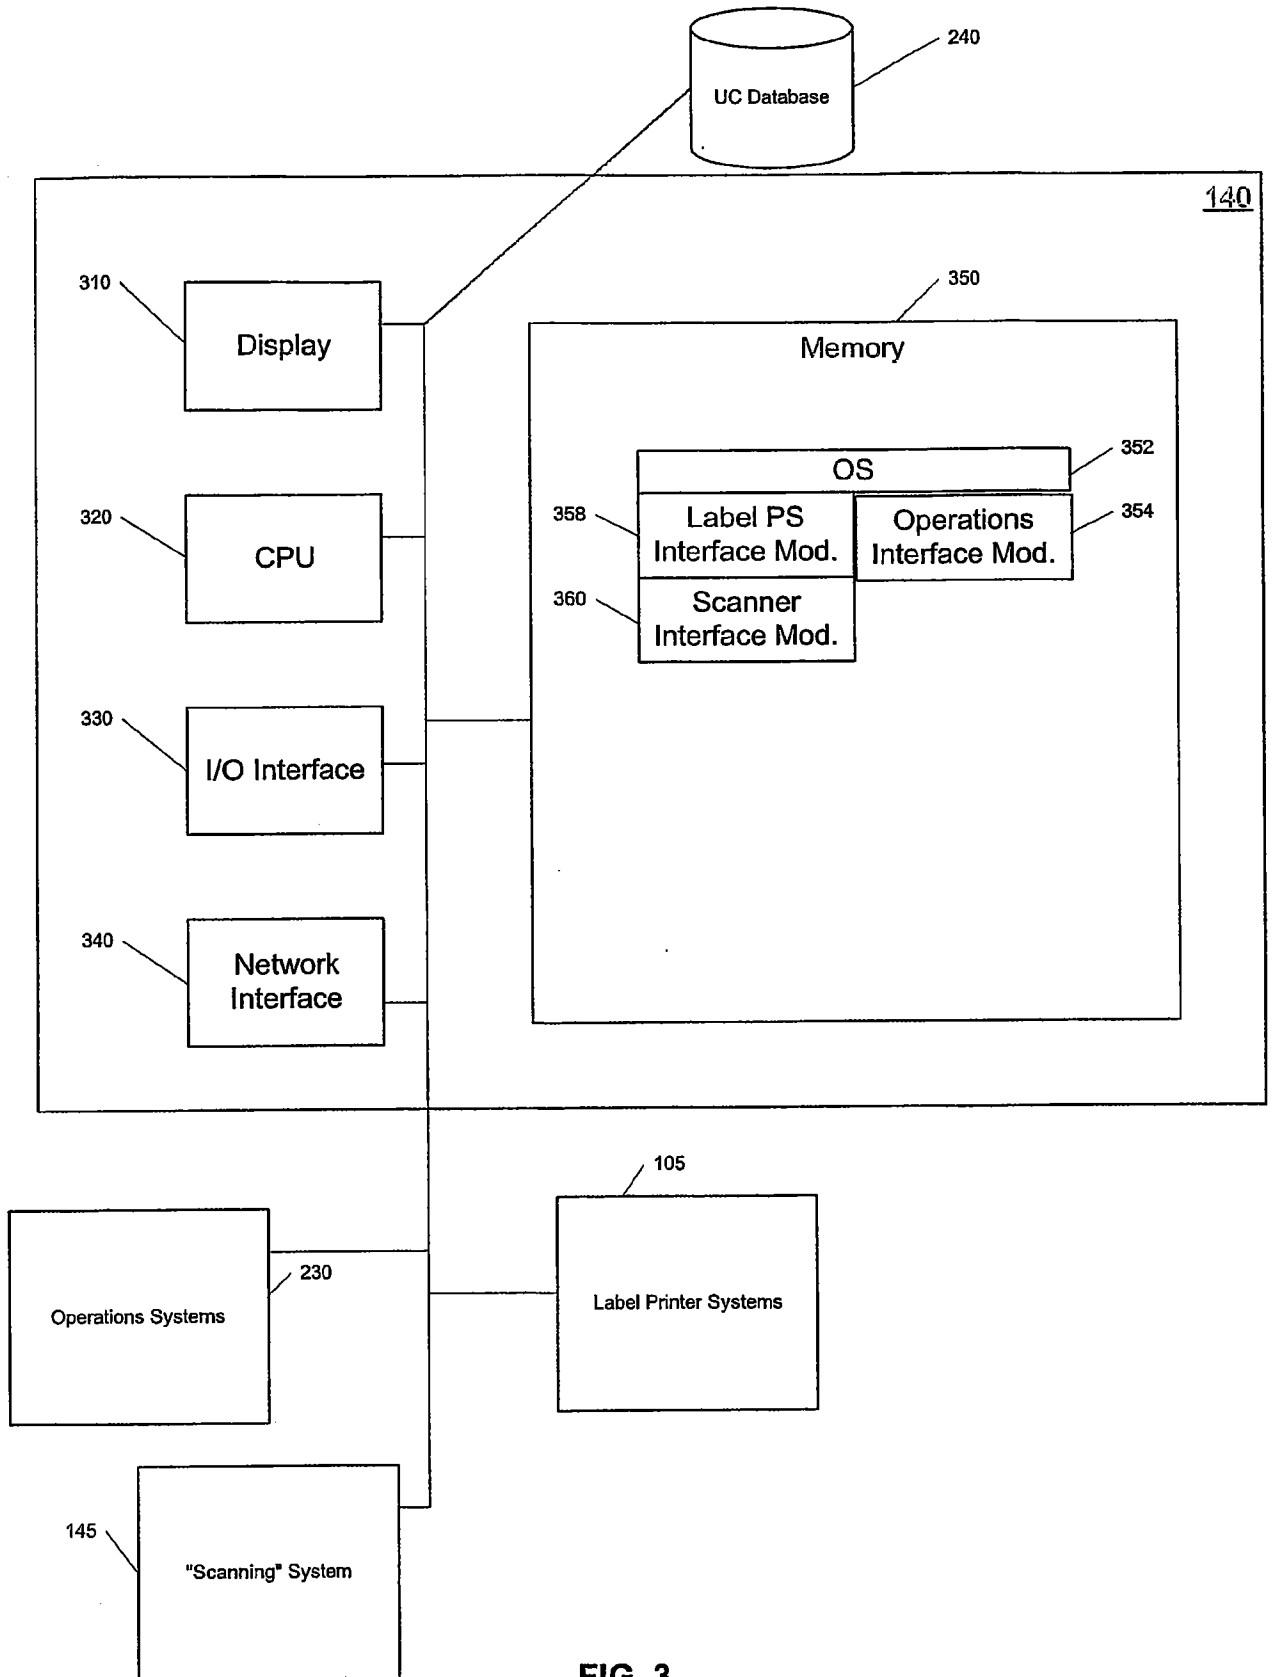 240
UC Database
140
310
Display
350
Memory
OS
352
320
CPU
358
Label PS
Interface Mod.
Operations
Interface Mod.
354
360
Scanner
Interface Mod.
330
I/O Interface
340
Network
Interface
105
Label Printer Systems
230
Operations Systems
145
"Scanning" System
FIG. 3